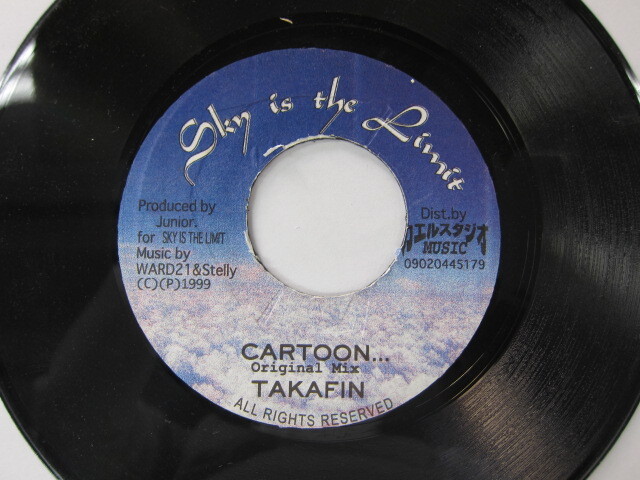 Sky is the Limit
Produced by
Junior.
for SKY IS THE LIMIT
Music by
WARD21&Stelly
(C)(P)1999
Dist.by
カエルスタジオ
MUSIC
09020445179
CARTOON...
Original Mix
TAKAFIN
ALL RIGHTS RESERVED